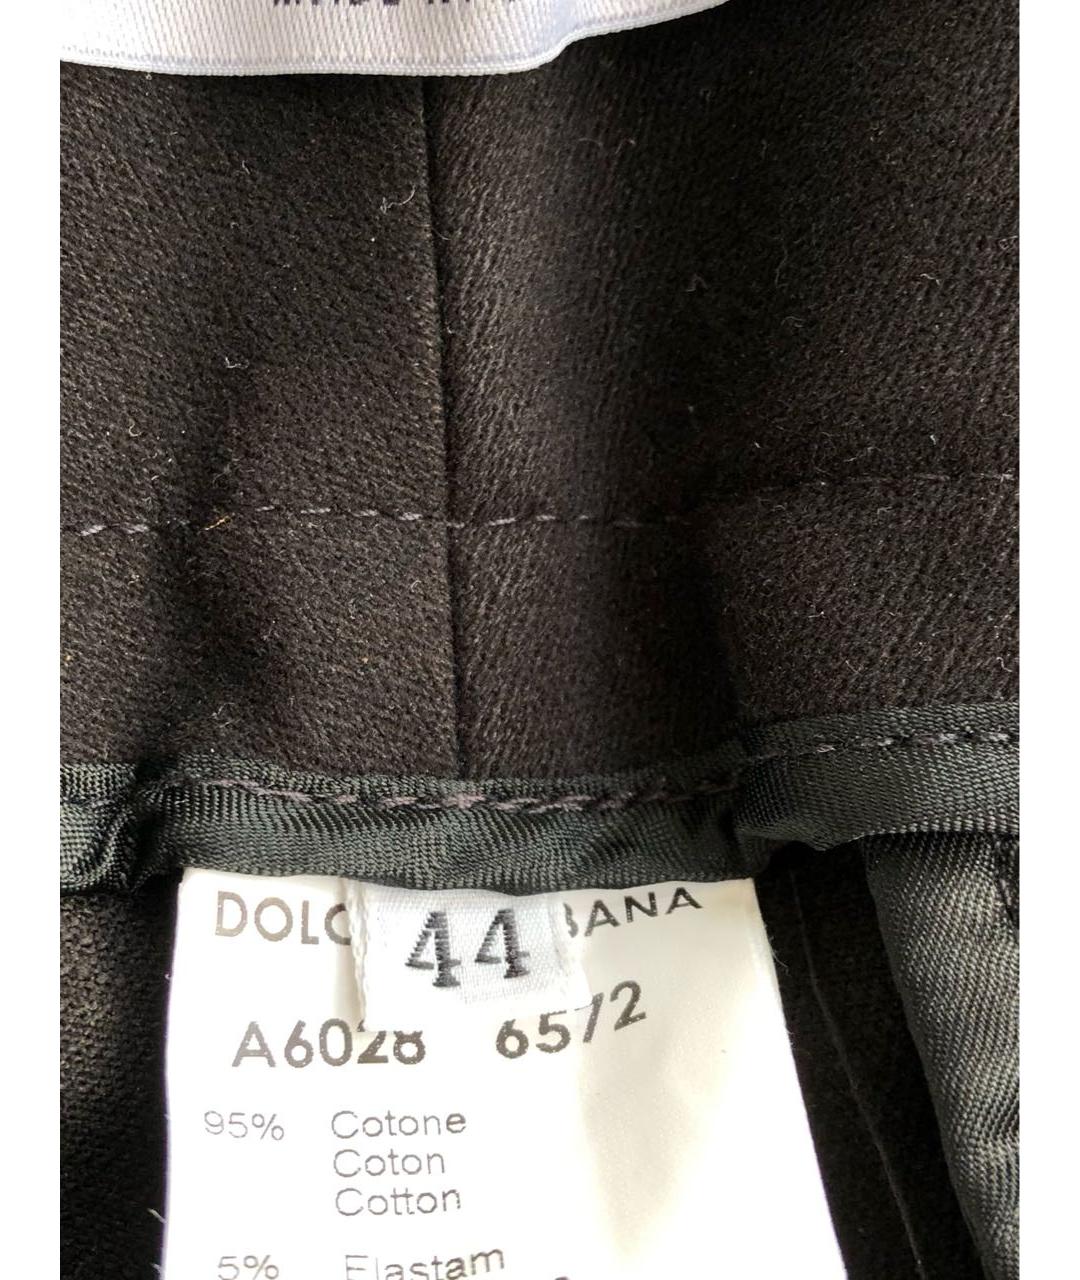 DOLC
44
BANA
A6028 6572
95% Cotone
Coton
Cotton
5% Elastam